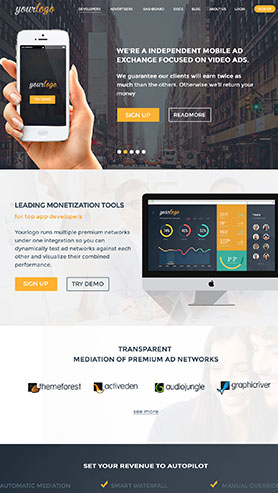 yourlogo
DEVELOPERS ADVERTISERS DASHBOARD DOCS BLOG ABOUT US LOGIN SIGN UP
WE'RE A INDEPENDENT MOBILE AD
EXCHANGE FOCUSED ON VIDEO ADS.
We guarantee our clients will earn twice as
much than the others. Otherwise we'll return your
money
SIGN UP READMORE
yourlogo
TRY DEMO
LEADING MONETIZATION TOOLS
for top app developers
Yourlogo runs multiple premium networks
under one integration so you can
dynamically test ad networks against each
other and visualize their combined
performance.
SIGN UP TRY DEMO
yourlogo
TRANSPARENT
MEDIATION OF PREMIUM AD NETWORKS
themeforest activeden audiojungle graphicriver
see more
SET YOUR REVENUE TO AUTOPILOT
AUTOMATIC MEDIATION SMART WATERFALL MANUAL OVERRI